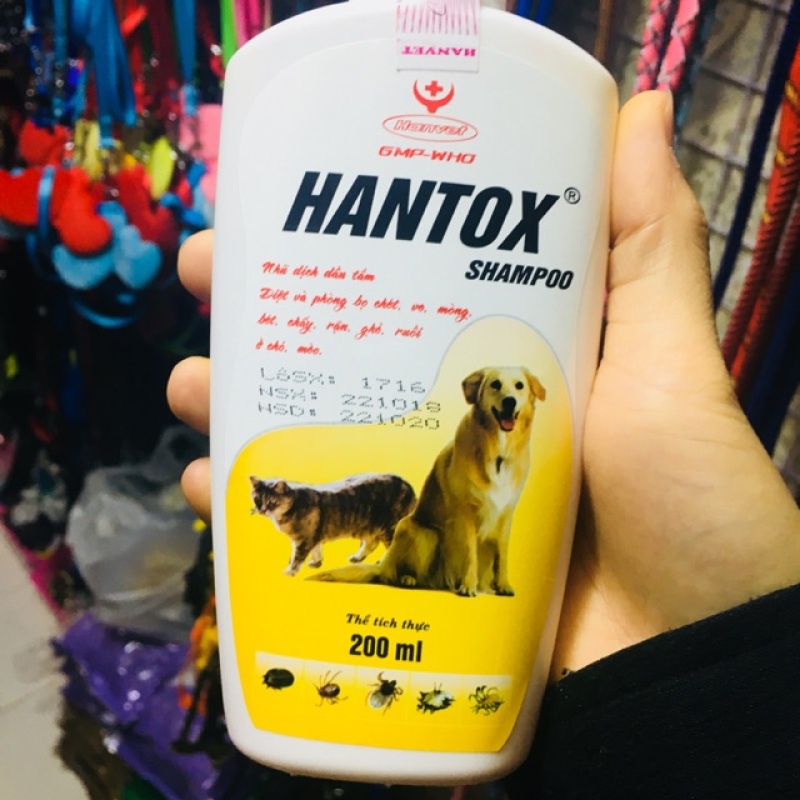 HANVET
Hanvet
GMP-WHO
HANTOX®
SHAMPOO
Nhũ dịch dầu tắm
Diệt và phòng bọ chét, ve, mòng,
bét, chấy, rận, ghẻ, ruồi
ở chó, mèo.
LôSX: 1716
NSX: 221018
HSD: 221020
Thể tích thực
200 ml